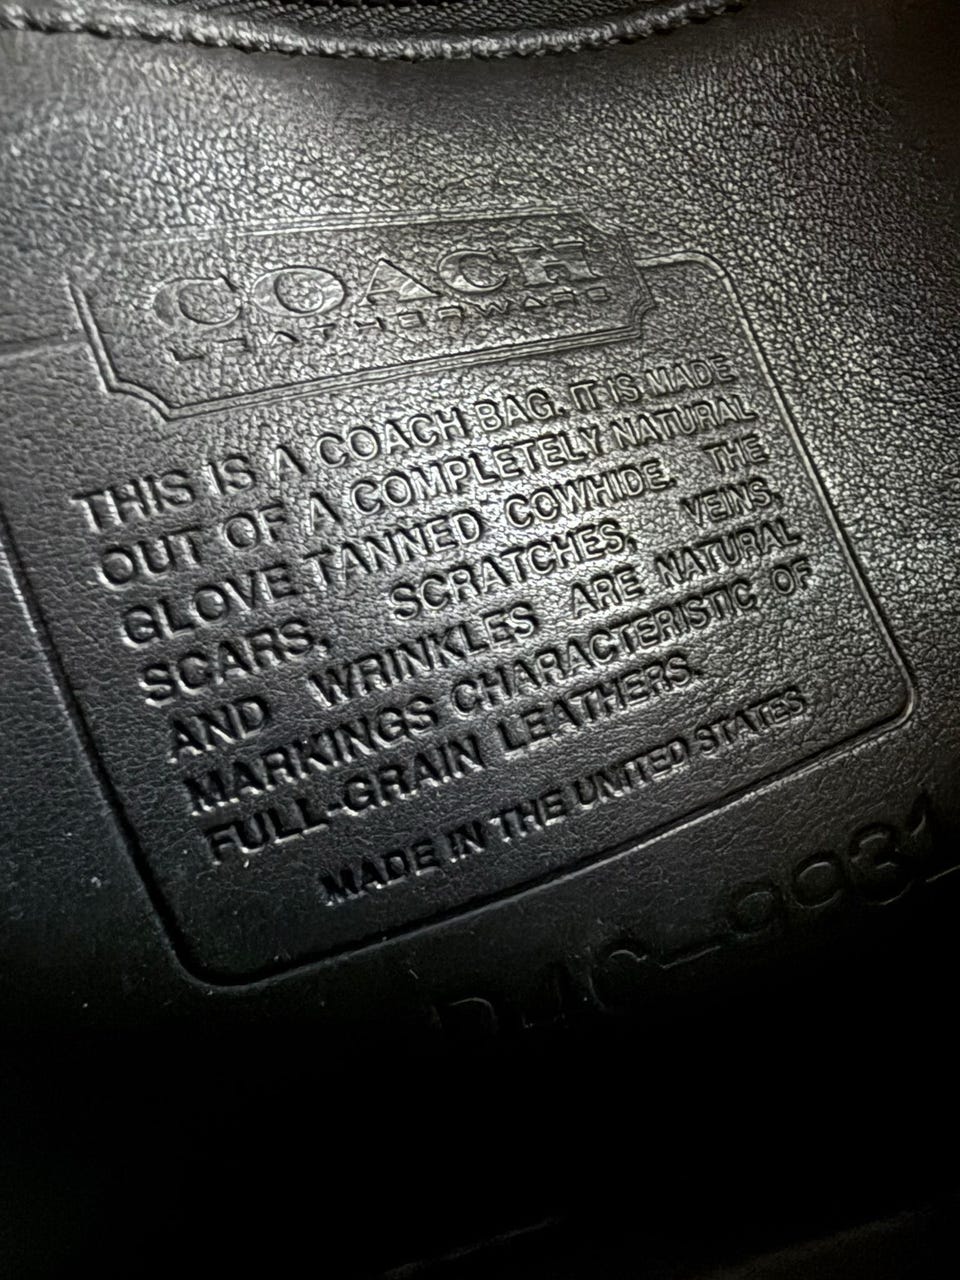 COACH
LEATHERWARE
THIS IS A COACH BAG. IT IS MADE
OUT OF A COMPLETELY NATURAL
GLOVE TANNED COWHIDE. THE
SCARS, SCRATCHES, VEINS,
AND WRINKLES ARE NATURAL
MARKINGS CHARACTERISTIC OF
FULL-GRAIN LEATHERS.
MADE IN THE UNITED STATES